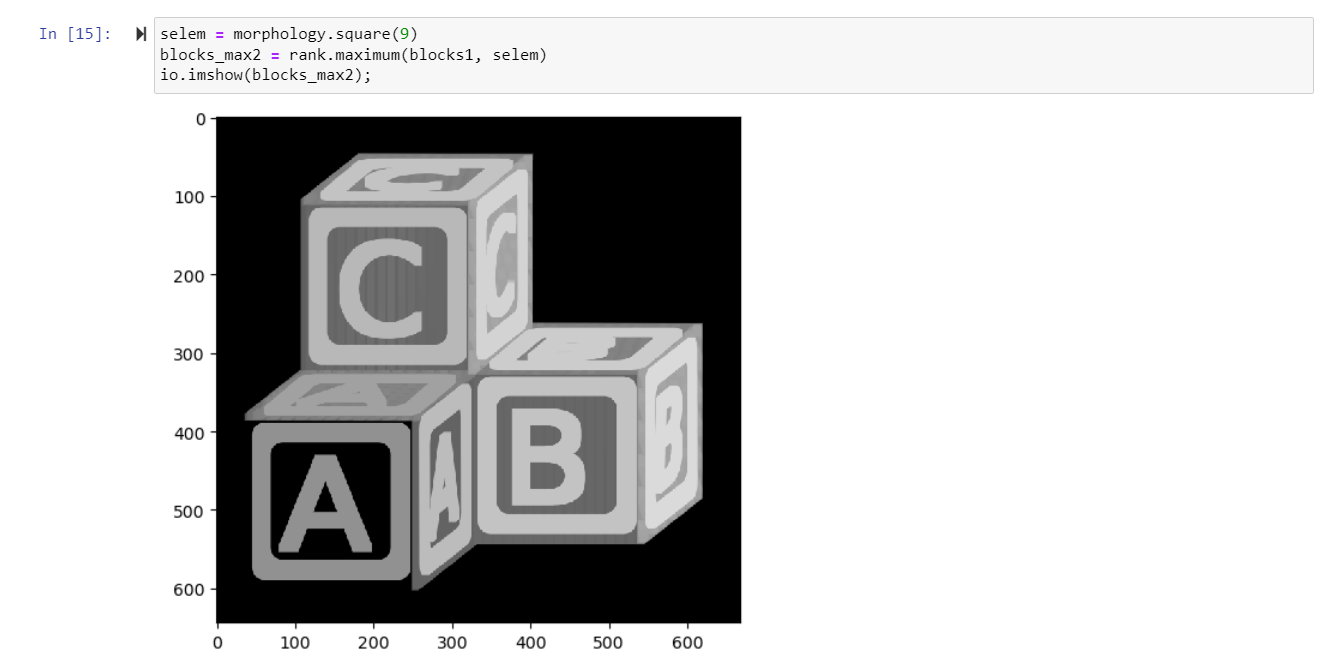 In [15]:
selem = morphology.square(9)
blocks_max2 = rank.maximum(blocks1, selem)
io.imshow(blocks_max2);
0
100
200
300
400
500
600
C
C
C
B
A
A
A
B
B
0 100 200 300 400 500 600